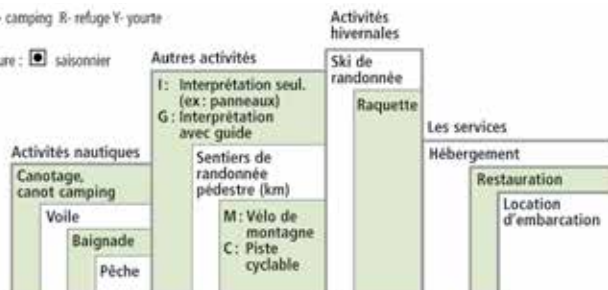 camping R- refuge Y- yourte
ure : saisonnier
Activités nautiques
Canotage,
canot camping
Voile
Baignade
Pêche
Autres activités
I : Interprétation seul.
(ex : panneaux)
G : Interprétation
avec guide
Sentiers de
randonnée
pédestre (km)
M : Vélo de
montagne
C : Piste
cyclable
Activités
hivernales
Ski de
randonnée
Raquette
Les services
Hébergement
Restauration
Location
d'embarcation